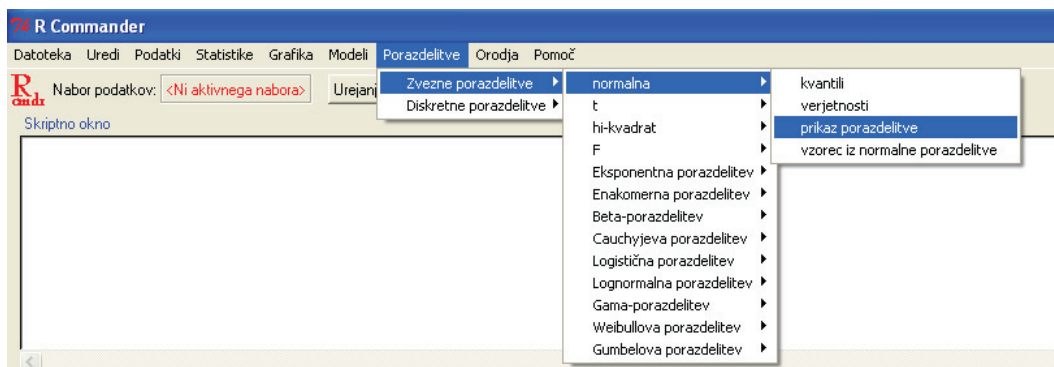 R Commander
Datoteka Uredi Podatki Statistike Grafika Modeli Porazdelitve Orodja Pomoč
R cmdr Nabor podatkov: <Ni aktivnega nabora> Urejanj
Skriptno okno
Zvezne porazdelitve
Diskretne porazdelitve
normalna
t
hi-kvadrat
F
Eksponentna porazdelitev
Enakomerna porazdelitev
Beta-porazdelitev
Cauchyjeva porazdelitev
Logistična porazdelitev
Lognormalna porazdelitev
Gama-porazdelitev
Weibullova porazdelitev
Gumbelova porazdelitev
kvantili
verjetnosti
prikaz porazdelitve
vzorec iz normalne porazdelitve